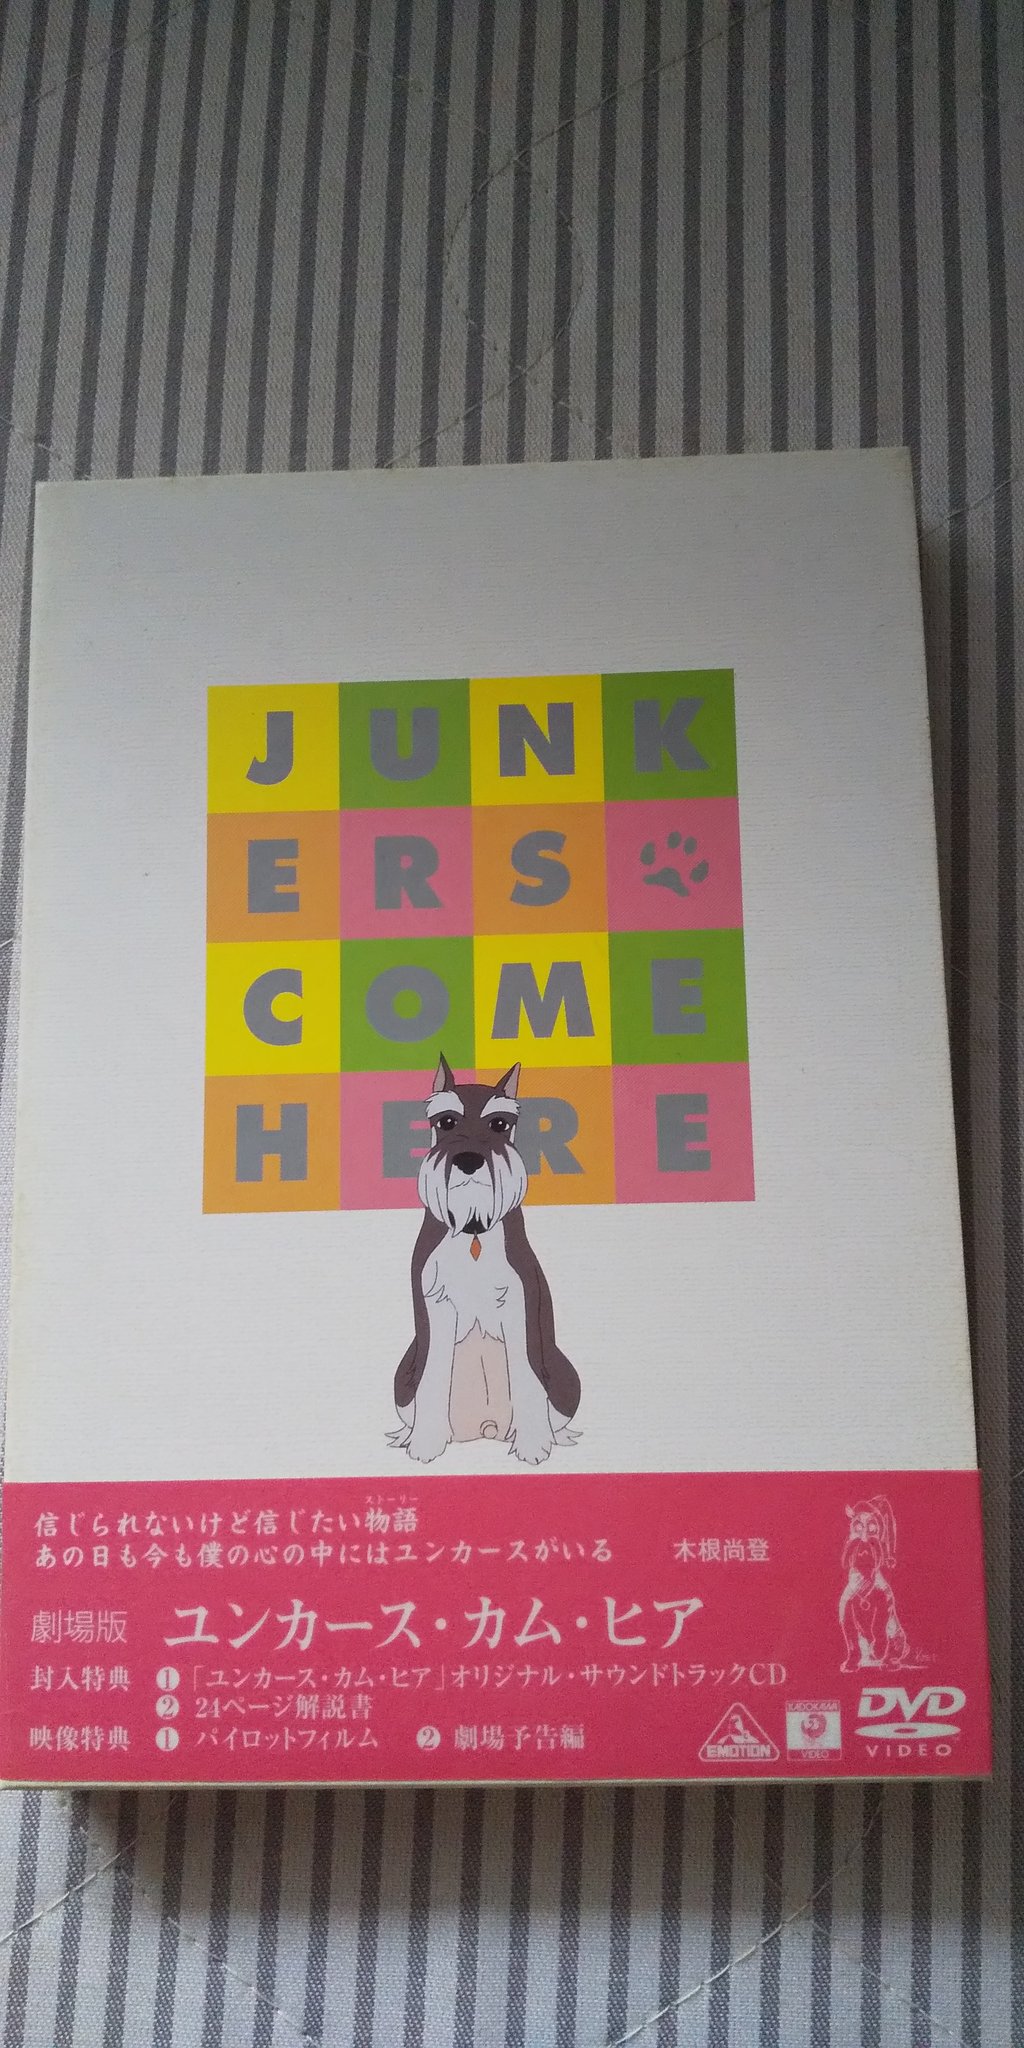 JUNK
ERS
COME
HERE
信じられないけど信じたい物語
ストーリー
あの日も今も僕の心の中にはユンカースがいる 木根尚登
劇場版 ユンカース・カム・ヒア
封入特典 ❶「ユンカース・カム・ヒア」オリジナル・サウンドトラックCD
❷ 24ページ解説書
映像特典 ❶ パイロットフィルム ❷ 劇場予告編
EMOTION
KADOKAWA
VIDEO
DVD
VIDEO